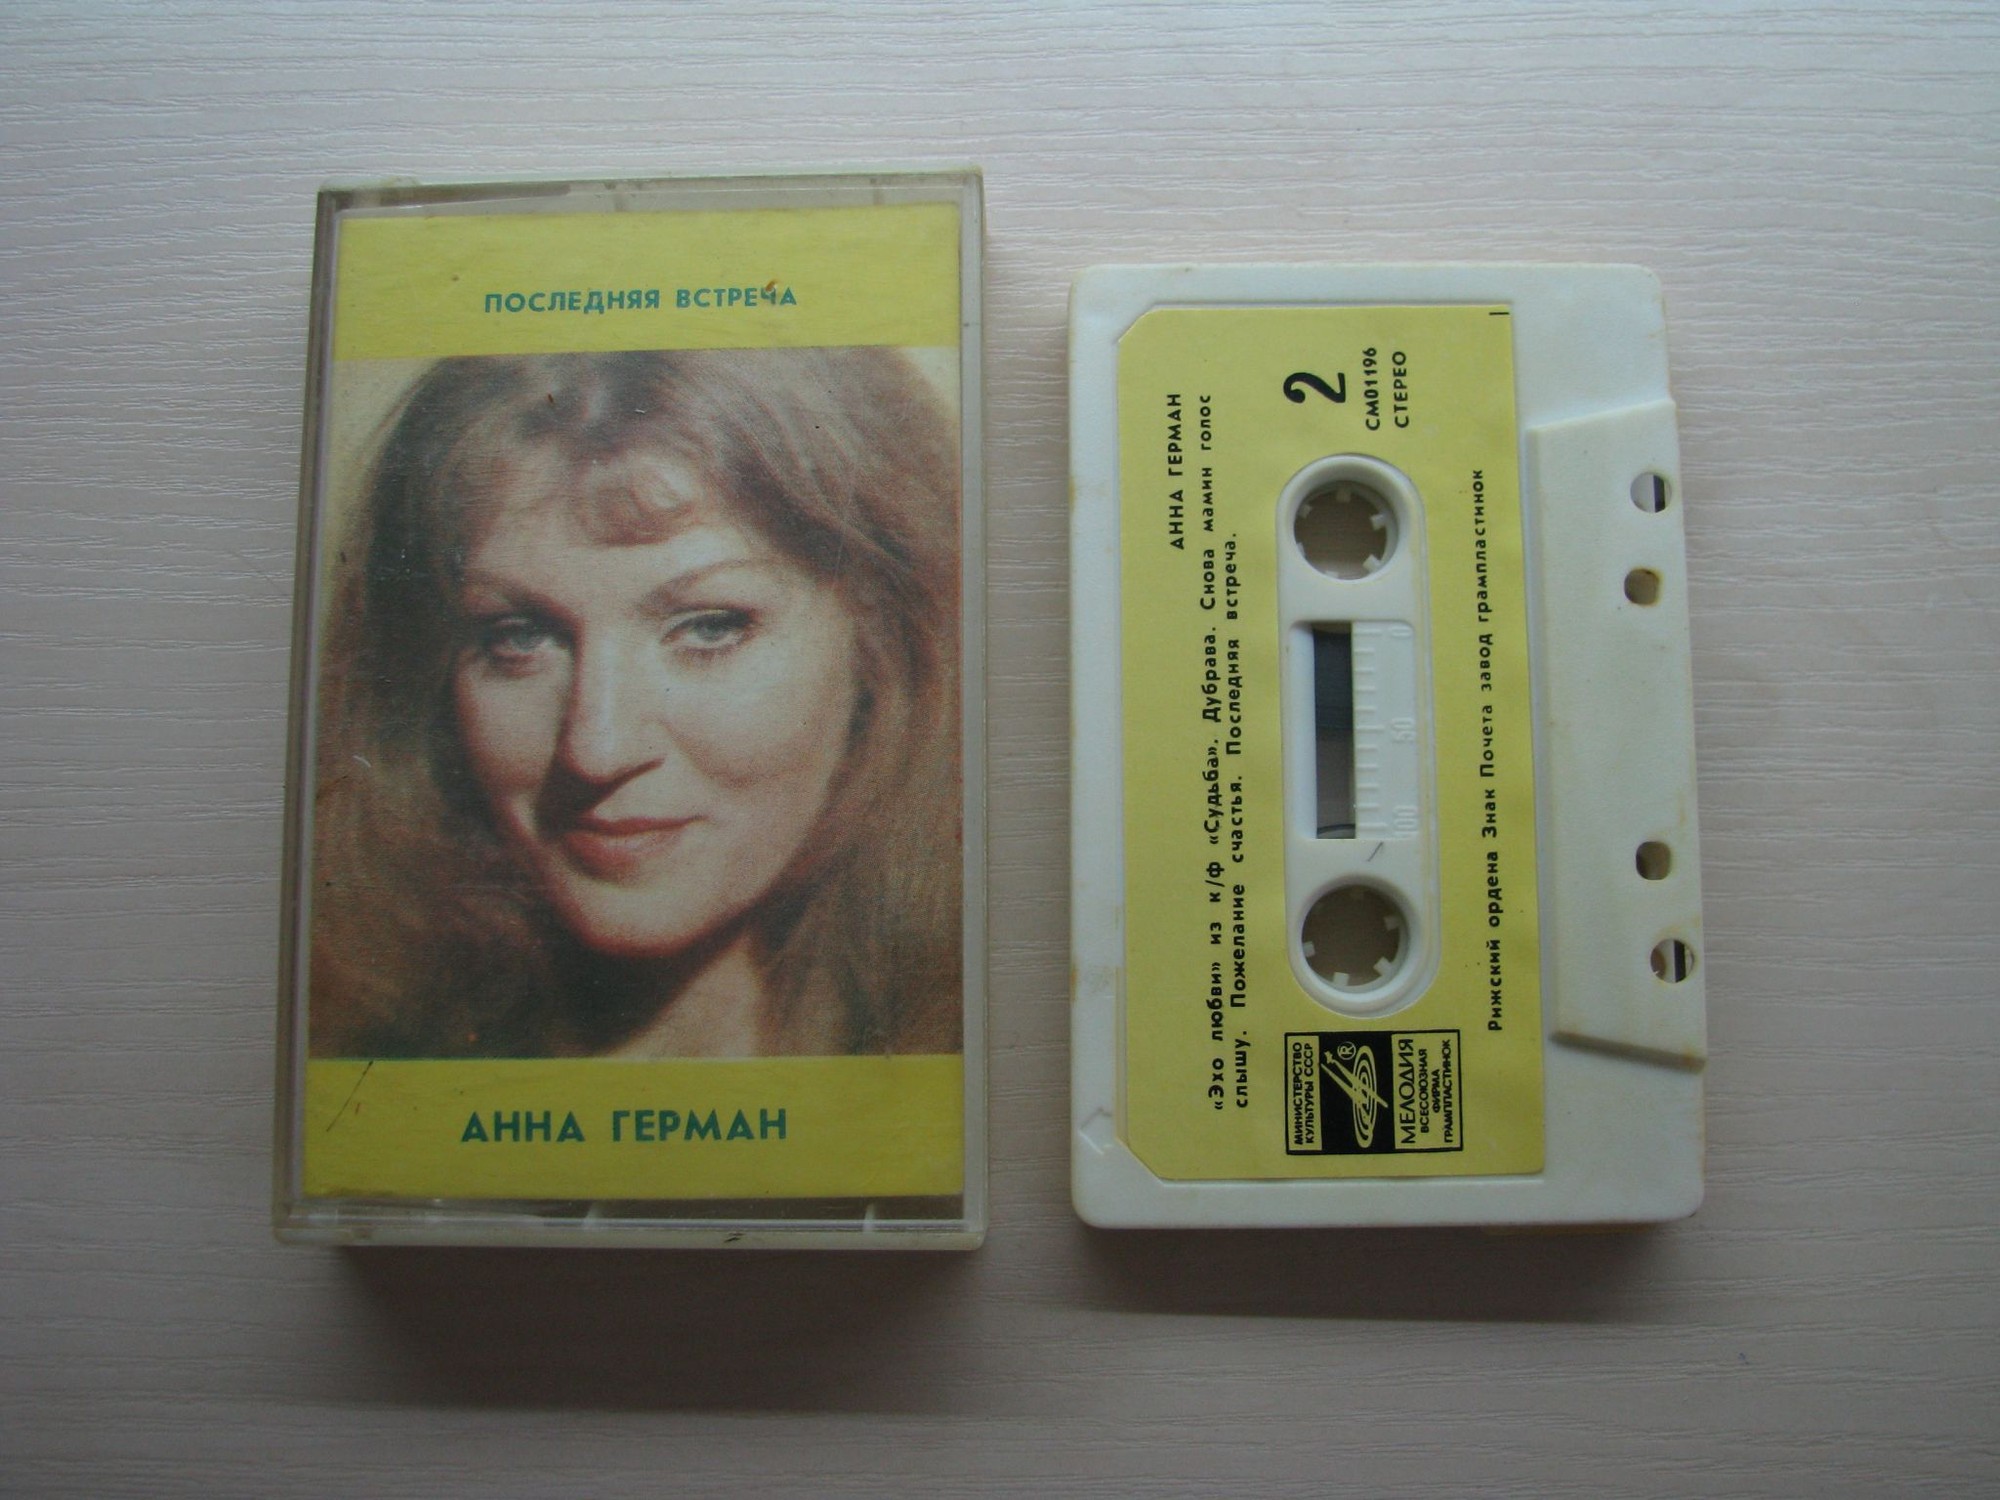 ПОСЛЕДНЯЯ ВСТРЕЧА
АННА ГЕРМАН
АННА ГЕРМАН
«Эхо любви» из к/ф «Судьба». Дубрава. Снова мамин голос
слышу. Пожелание счастья. Последняя встреча.
2
СМ01196
СТЕРЕО
100 50 0
МИНИСТЕРСТВО
КУЛЬТУРЫ СССР
®
МЕЛОДИЯ
ВСЕСОЮЗНАЯ
ФИРМА
ГРАМПЛАСТИНОК
Рижский ордена Знак Почета завод грампластинок